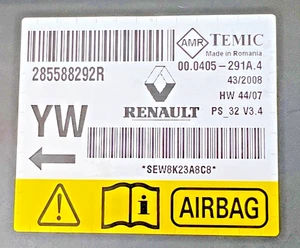 AMR TEMIC
Made in Romania
285588292R
00.0405-291A.4
43/2008
HW 44/07
RENAULT
PS_32 V3.4
YW
*SEW8K23A8C8*
i
AIRBAG